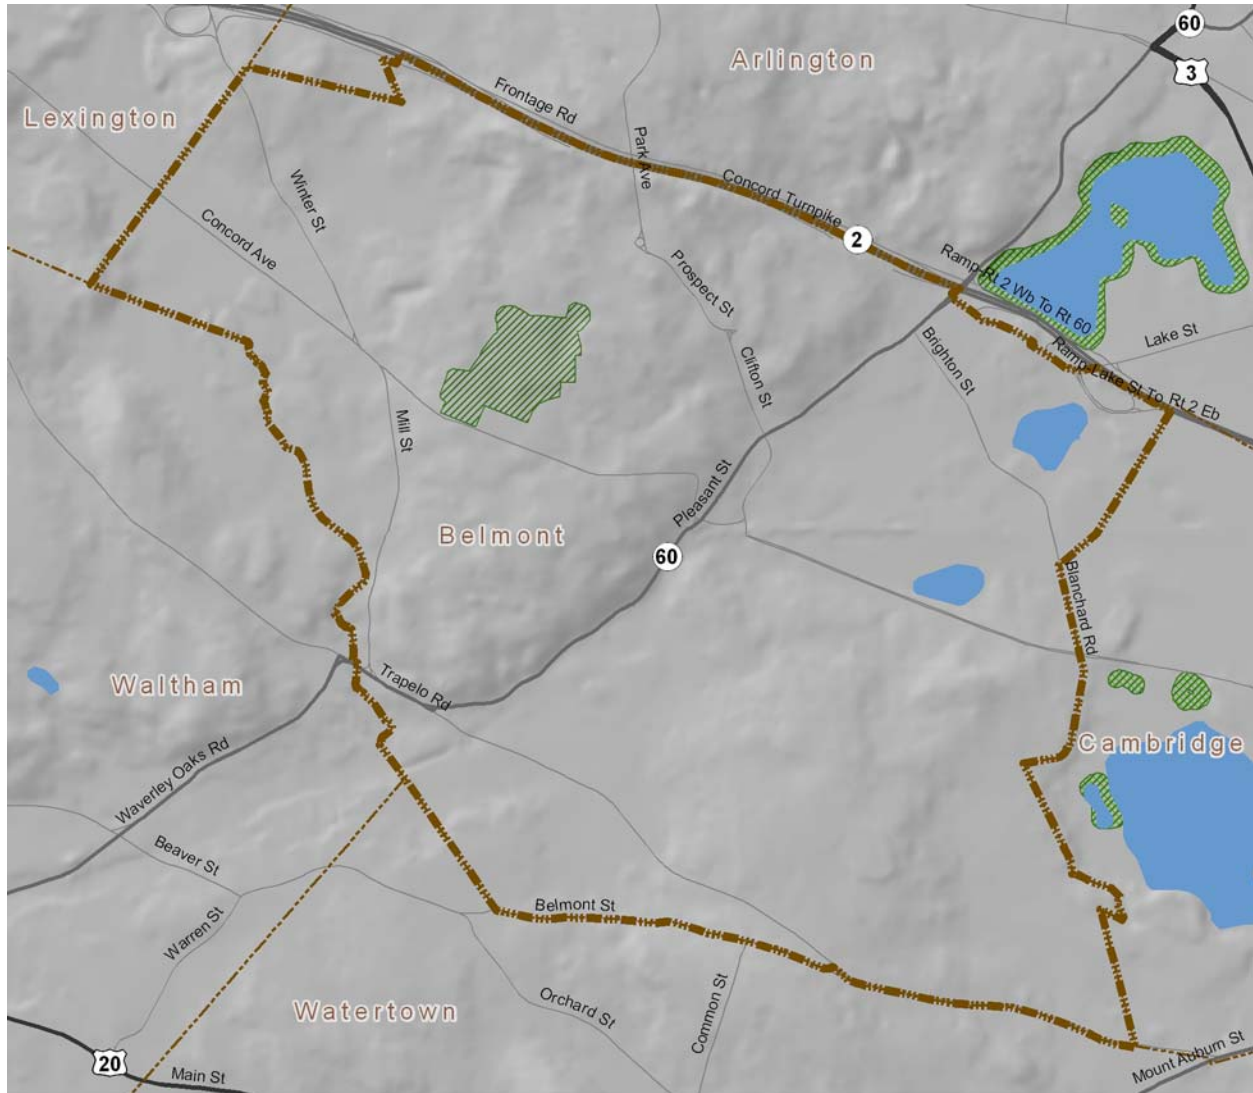 60
Arlington
3
Frontage Rd
Lexington
Park Ave
Winter St
Concord Turnpike
Concord Ave
2
Ramp-Rt 2 Wb To Rt 60
Prospect St
Lake St
Brighton St
Ramp-Lake St To Rt 2 Eb
Clifton St
Mill St
Pleasant St
Belmont
60
Blanchard Rd
Trapelo Rd
Waltham
Cambridge
Waverley Oaks Rd
Beaver St
Belmont St
Warren St
Orchard St
Common St
Watertown
Mount Auburn St
20
Main St